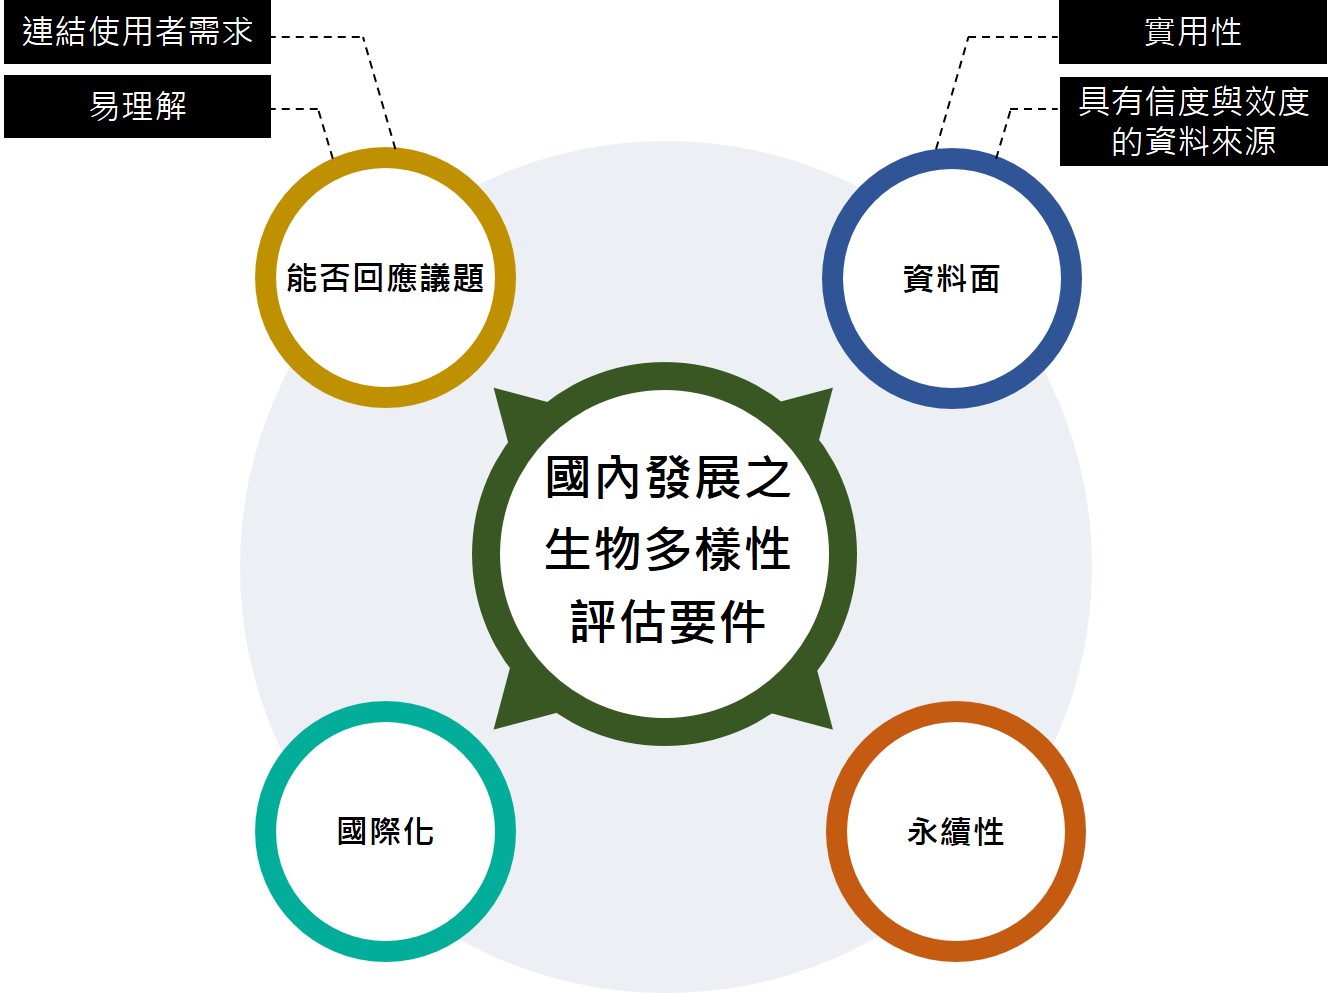 連結使用者需求
易理解
實用性
具有信度與效度
的資料來源
能否回應議題
資料面
國內發展之
生物多樣性
評估要件
國際化
永續性